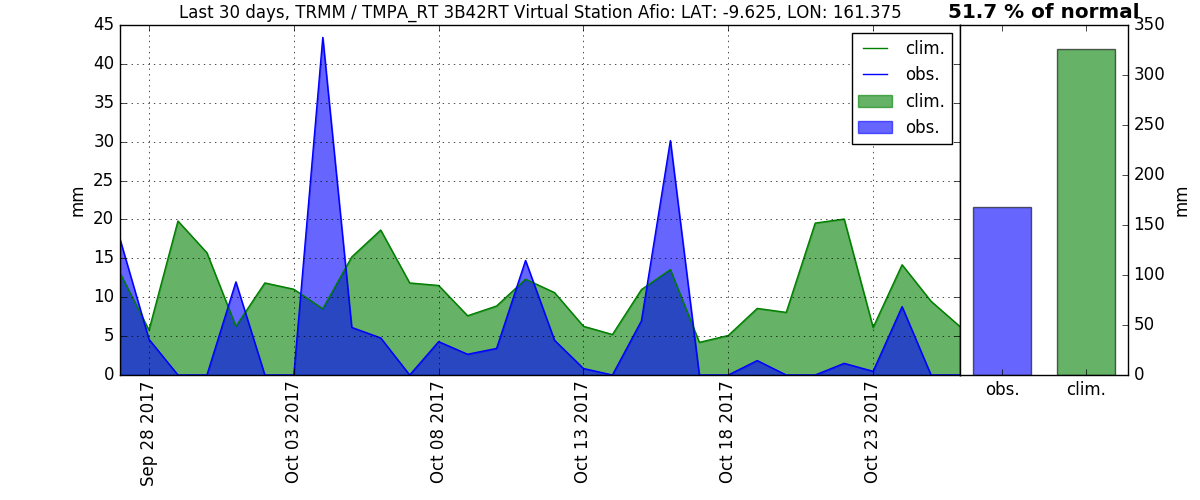 Last 30 days, TRMM / TMPA_RT 3B42RT Virtual Station Afio: LAT: -9.625, LON: 161.375
51.7 % of normal
45
40
35
30
25
20
15
10
5
0
mm
clim.
obs.
clim.
obs.
Sep 28 2017
Oct 03 2017
Oct 08 2017
Oct 13 2017
Oct 18 2017
Oct 23 2017
350
300
250
200
150
100
50
0
mm
obs.
clim.